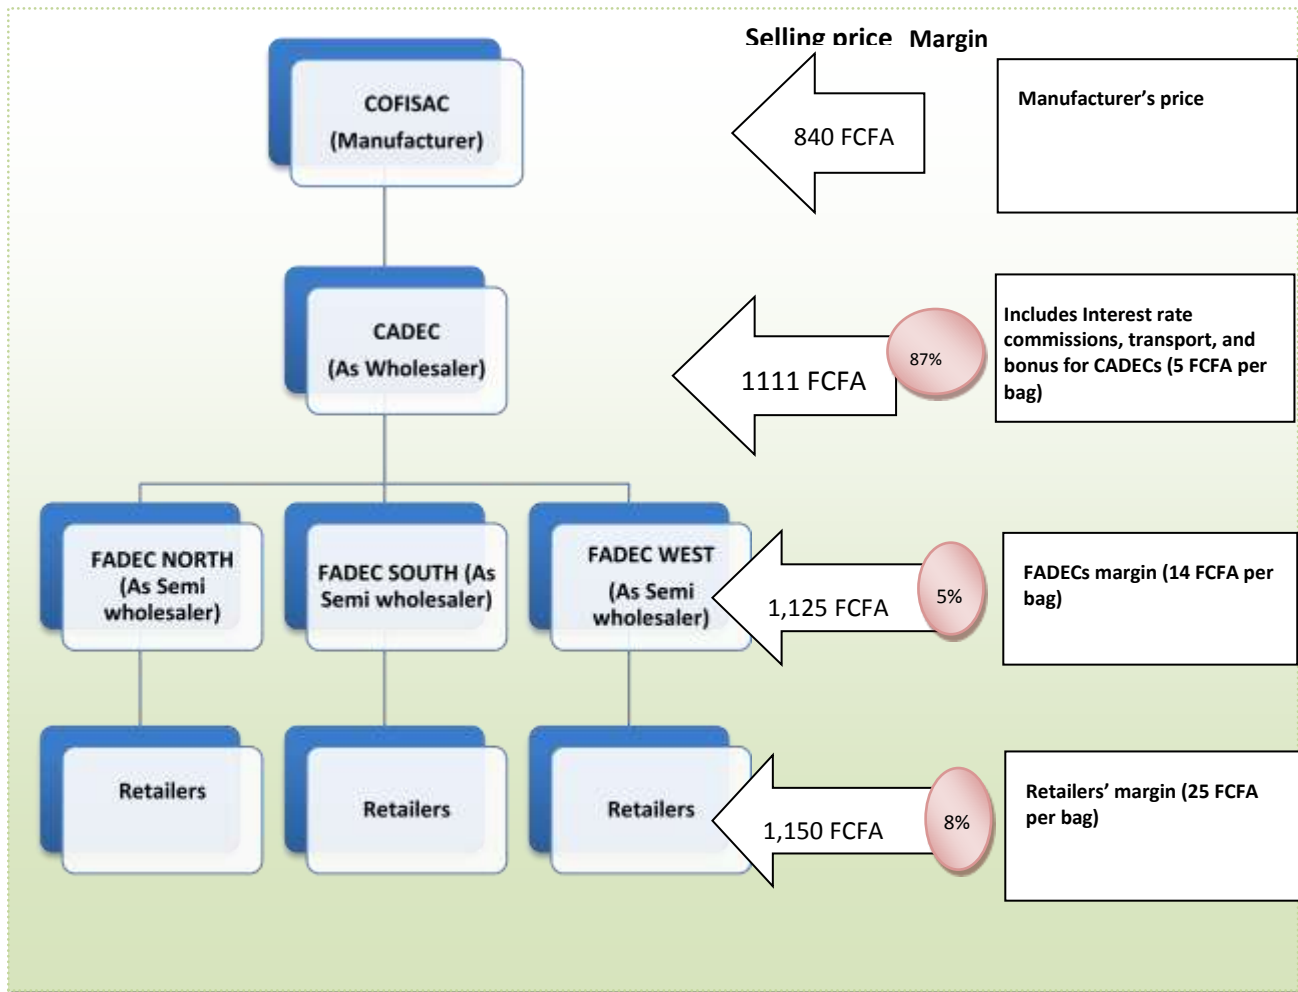 Selling price Margin
COFISAC
(Manufacturer)
840 FCFA
Manufacturer’s price
CADEC
(As Wholesaler)
1111 FCFA
87%
Includes Interest rate
commissions, transport, and
bonus for CADECs (5 FCFA per
bag)
FADEC NORTH
(As Semi
wholesaler)
FADEC SOUTH (As
Semi wholesaler)
FADEC WEST
(As Semi
wholesaler)
1,125 FCFA
5%
FADECs margin (14 FCFA per
bag)
Retailers
Retailers
Retailers
1,150 FCFA
8%
Retailers’ margin (25 FCFA
per bag)